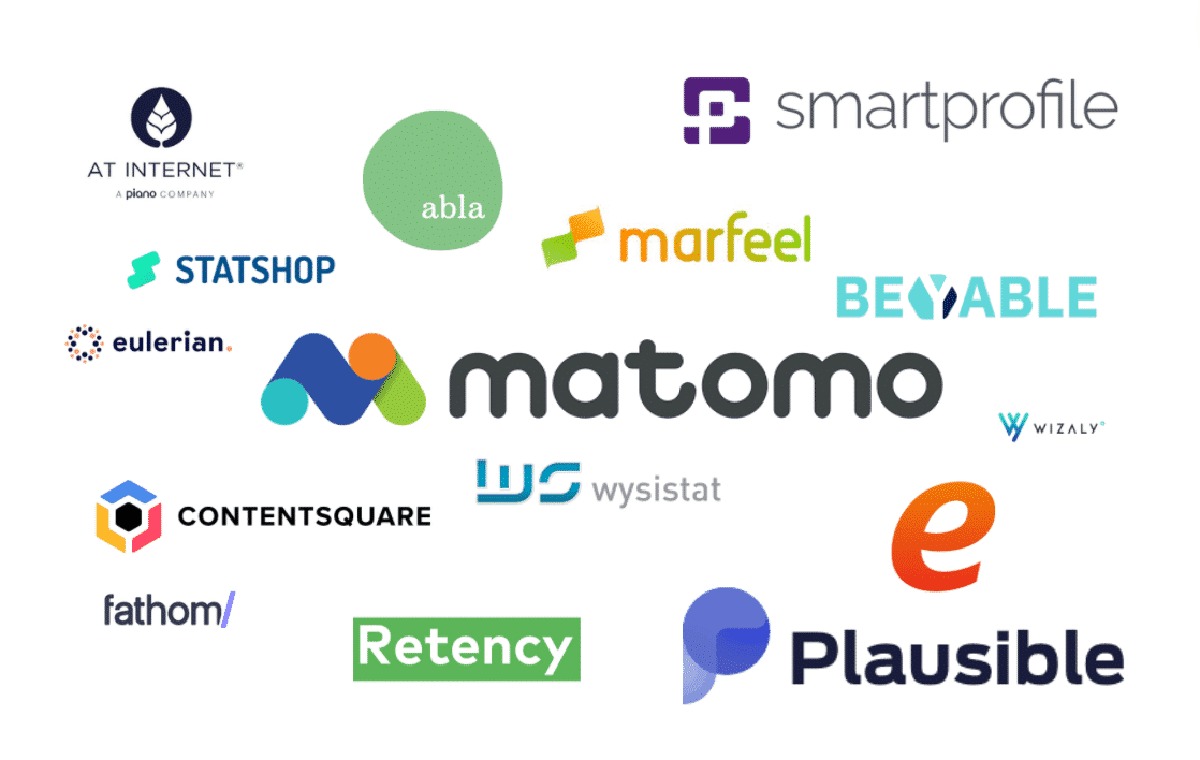 AT INTERNET®
A piano COMPANY
abla
smartprofile
marfeel
STATSHOP
BEYABLE
eulerian.
matomo
WIZALY
wysistat
CONTENTSQUARE
e
fathom/
Retency
Plausible